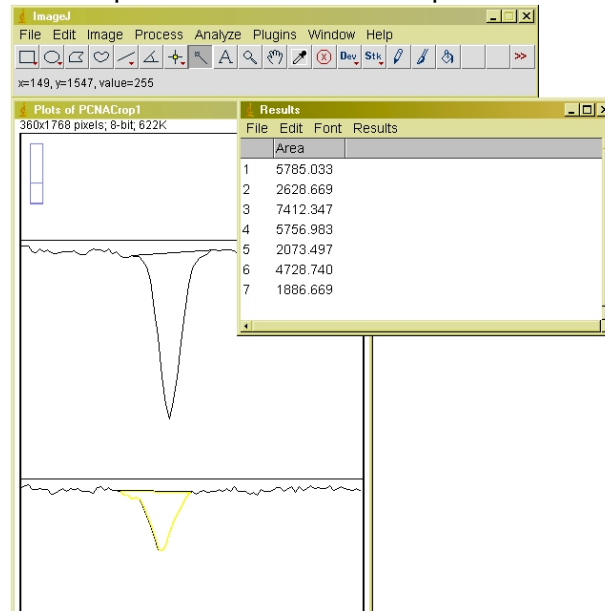 ImageJ
File Edit Image Process Analyze Plugins Window Help
A Dev Stk >>
x=149, y=1547, value=255
Plots of PCNACrop1
360x1768 pixels; 8-bit; 622K
Results
File Edit Font Results
Area
1 5785.033
2 2628.669
3 7412.347
4 5756.983
5 2073.497
6 4728.740
7 1886.669